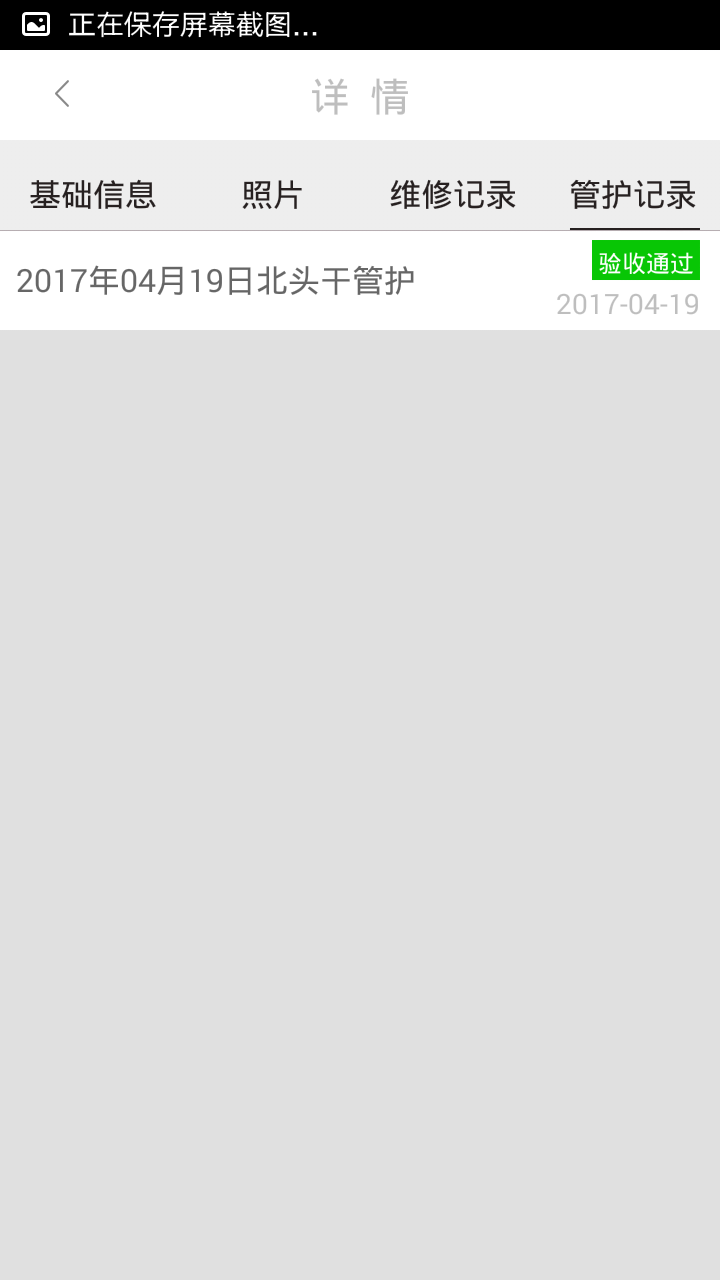 正在保存屏幕截图...
详 情
基础信息 照片 维修记录 管护记录
2017年04月19日北头干管护
验收通过
2017-04-19